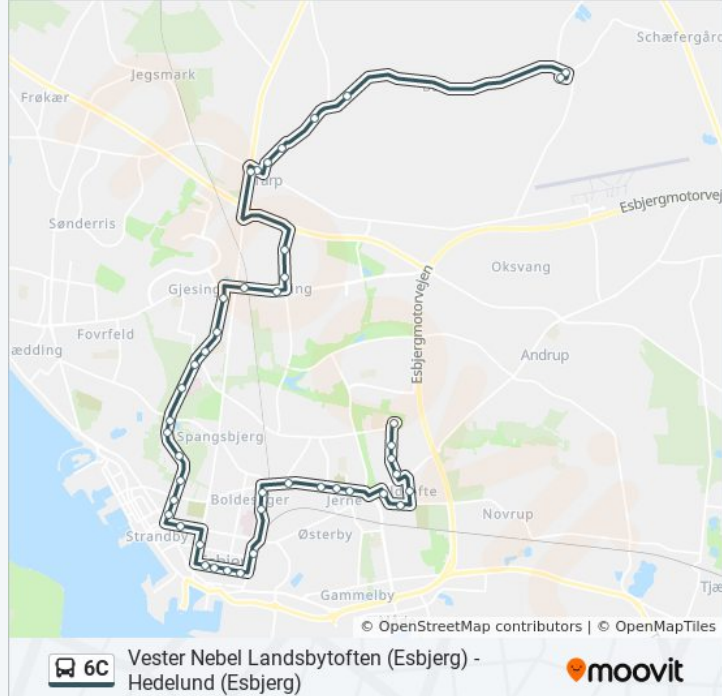 Schæfergård
Jegsmark
Frøkær
Tarp
Esbjergmotorvej
Sønderris
Oksvang
Gjesing
Fovrfeld
Esbjergmotorvejen
Andrup
Spangsbjerg
Boldesager
Jerne
Novrup
Strandby
Østerby
Gammelby
© OpenStreetMap contributors | © OpenMapTiles
6C
Vester Nebel Landsbytoften (Esbjerg) -
Hedelund (Esbjerg)
moovit